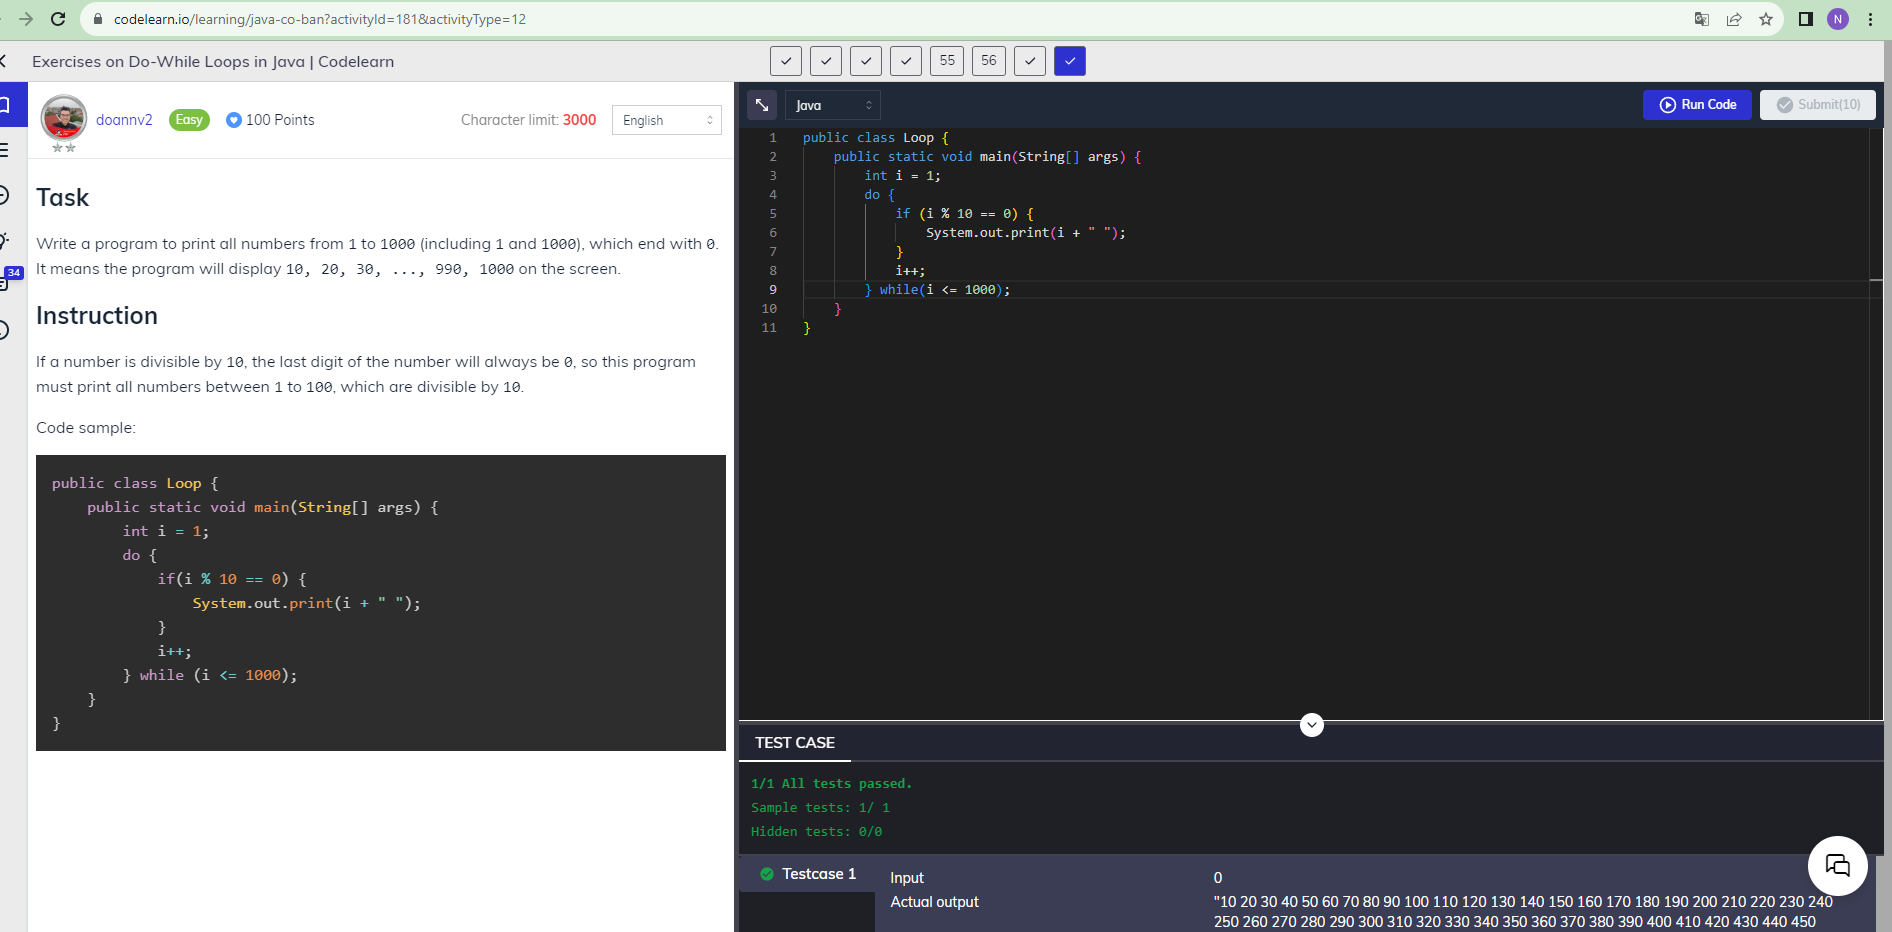 codelearn.io/learning/java-co-ban?activityId=181&activityType=12
N
Exercises on Do-While Loops in Java | Codelearn
55
56
34
doannv2
Easy
100 Points
Character limit: 3000
English
Task
Write a program to print all numbers from 1 to 1000 (including 1 and 1000), which end with 0.
It means the program will display 10, 20, 30, ..., 990, 1000 on the screen.
Instruction
If a number is divisible by 10, the last digit of the number will always be 0, so this program
must print all numbers between 1 to 100, which are divisible by 10.
Code sample:
public class Loop {
    public static void main(String[] args) {
        int i = 1;
        do {
            if(i % 10 == 0) {
                System.out.print(i + " ");
            }
            i++;
        } while (i <= 1000);
    }
}
Java
Run Code
Submit(10)
1 public class Loop {
2     public static void main(String[] args) {
3         int i = 1;
4         do {
5             if (i % 10 == 0) {
6                 System.out.print(i + " ");
7             }
8             i++;
9         } while(i <= 1000);
10     }
11 }
TEST CASE
1/1 All tests passed.
Sample tests: 1/ 1
Hidden tests: 0/0
Testcase 1
Input 0
Actual output "10 20 30 40 50 60 70 80 90 100 110 120 130 140 150 160 170 180 190 200 210 220 230 240
250 260 270 280 290 300 310 320 330 340 350 360 370 380 390 400 410 420 430 440 450